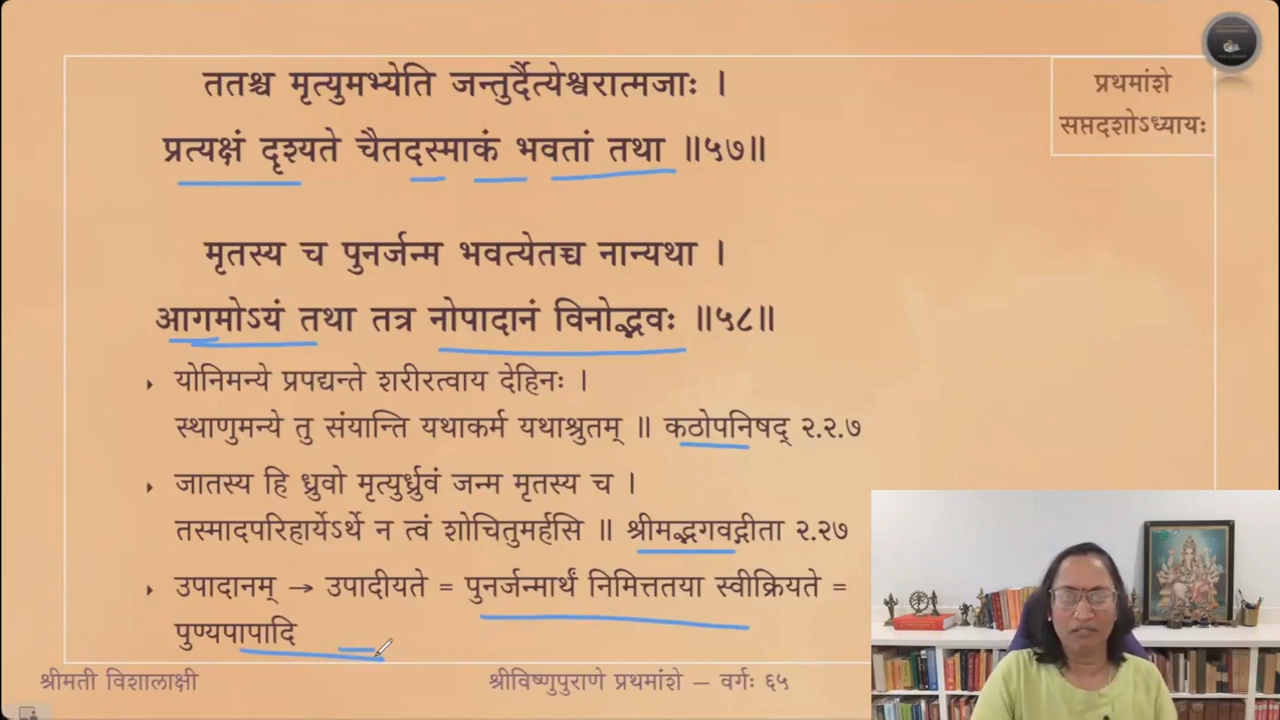 ततश्च मृत्युमभ्येति जन्तुर्दैत्येश्वरात्मजाः ।
प्रत्यक्षं दृश्यते चैतदस्माकं भवतां तथा ॥५७॥
प्रथमांशे
सप्तदशोऽध्यायः
मृतस्य च पुनर्जन्म भवत्येतच्च नान्यथा ।
आगमोऽयं तथा तत्र नोपादानं विनोद्भवः ॥५८॥
‣ योनिमन्ये प्रपद्यन्ते शरीरत्वाय देहिनः ।
स्थाणुमन्ये तु संयान्ति यथाकर्म यथाश्रुतम् ॥ कठोपनिषद् २.२.७
‣ जातस्य हि ध्रुवो मृत्युर्ध्रुवं जन्म मृतस्य च ।
तस्मादपरिहार्येऽर्थे न त्वं शोचितुमर्हसि ॥ श्रीमद्भगवद्गीता २.२७
‣ उपादानम् → उपादीयते = पुनर्जन्मार्थं निमित्ततया स्वीक्रियते =
पुण्यपापादि
श्रीमती विशालाक्षी
श्रीविष्णुपुराणे प्रथमांशे – वर्गः ६५